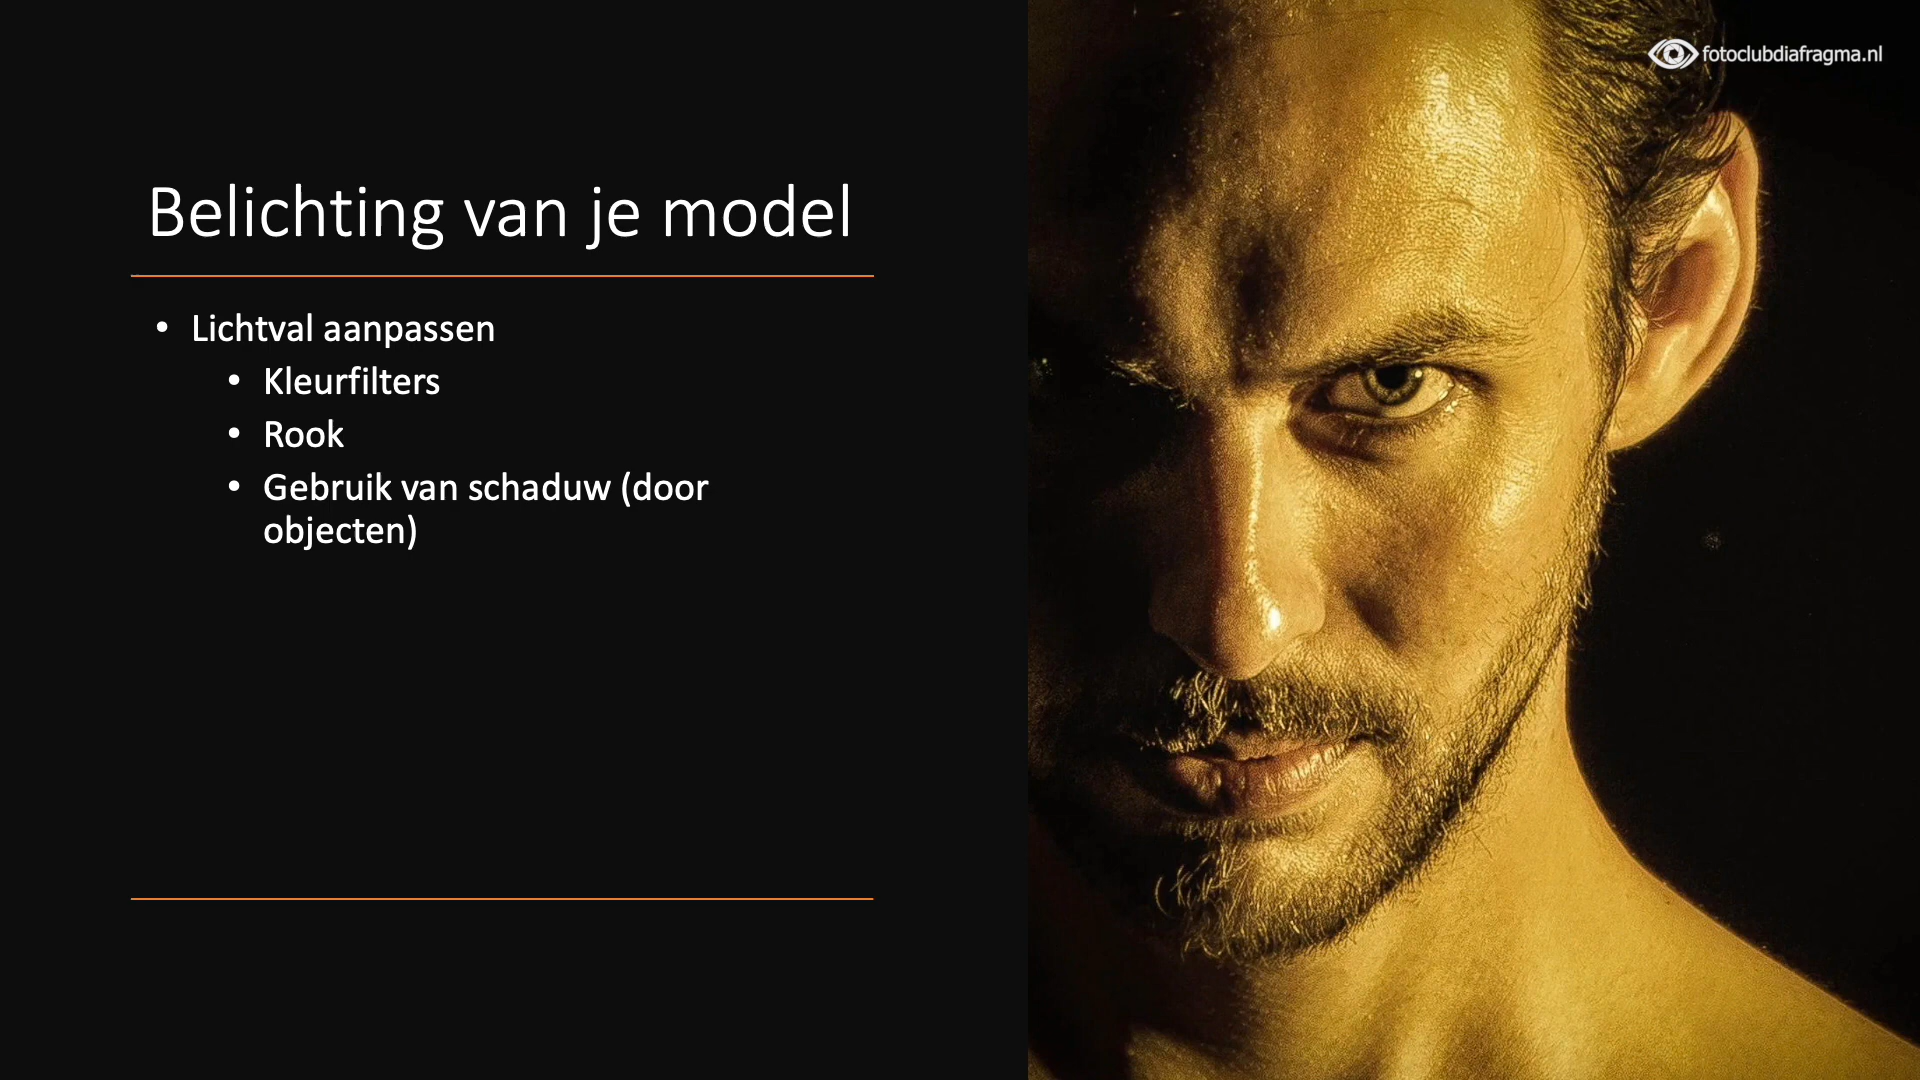 fotoclubdiafragma.nl
Belichting van je model
• Lichtval aanpassen
• Kleurfilters
• Rook
• Gebruik van schaduw (door
objecten)